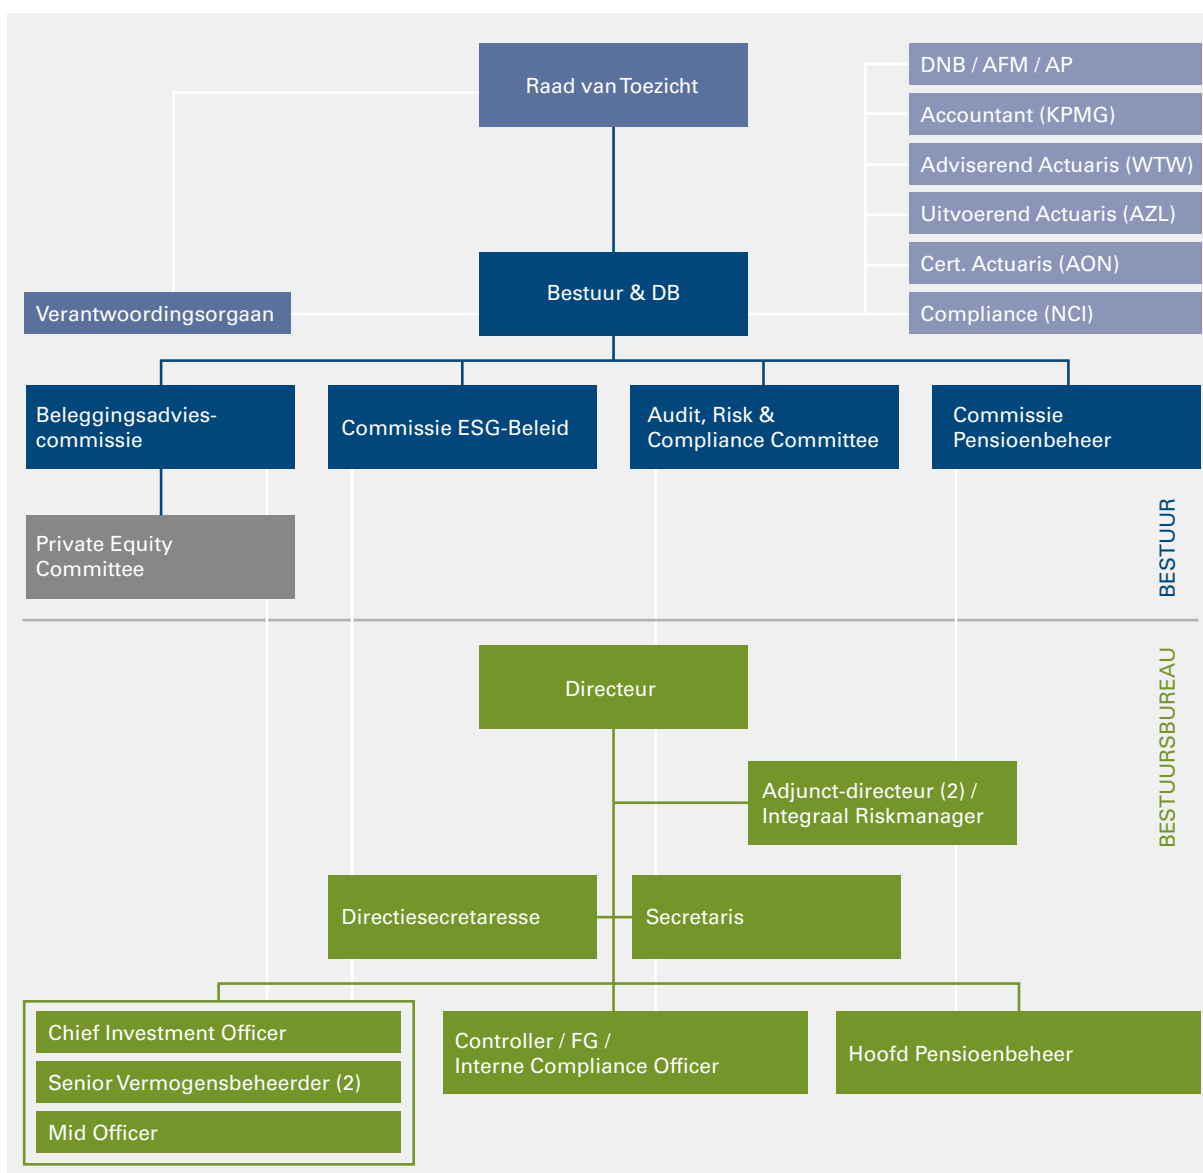 Raad van Toezicht
DNB / AFM / AP
Accountant (KPMG)
Adviserend Actuaris (WTW)
Uitvoerend Actuaris (AZL)
Cert. Actuaris (AON)
Compliance (NCI)
Bestuur & DB
Verantwoordingsorgaan
Beleggingsadvies-
commissie
Commissie ESG-Beleid
Audit, Risk &
Compliance Committee
Commissie
Pensioenbeheer
Private Equity
Committee
BESTUUR
BESTUURSBUREAU
Directeur
Adjunct-directeur (2) /
Integraal Riskmanager
Directiesecretaresse
Secretaris
Chief Investment Officer
Senior Vermogensbeheerder (2)
Mid Officer
Controller / FG /
Interne Compliance Officer
Hoofd Pensioenbeheer